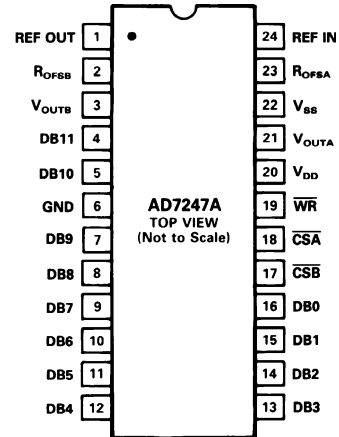 REF OUT 1 24 REF IN
ROFSB 2 23 ROFSA
VOUTB 3 22 VSS
DB11 4 21 VOUTA
DB10 5 20 VDD
GND 6 AD7247A 19 WR
TOP VIEW
DB9 7 (Not to Scale) 18 CSA
DB8 8 17 CSB
DB7 9 16 DB0
DB6 10 15 DB1
DB5 11 14 DB2
DB4 12 13 DB3